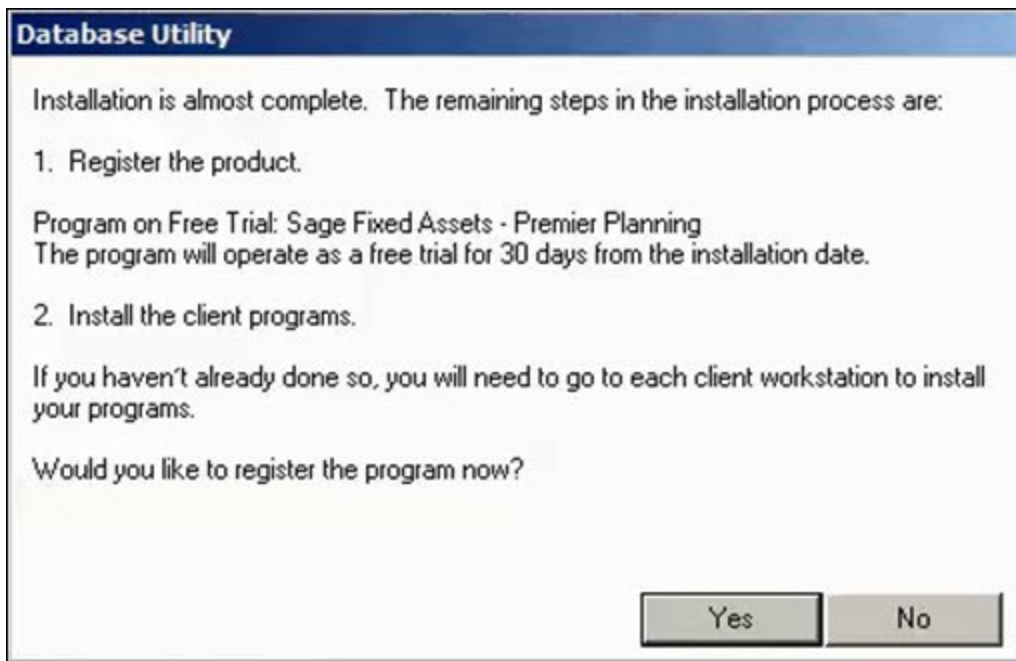 Database Utility
Installation is almost complete.  The remaining steps in the installation process are:
1.  Register the product.
Program on Free Trial: Sage Fixed Assets - Premier Planning
The program will operate as a free trial for 30 days from the installation date.
2.  Install the client programs.
If you haven't already done so, you will need to go to each client workstation to install
your programs.
Would you like to register the program now?
Yes
No